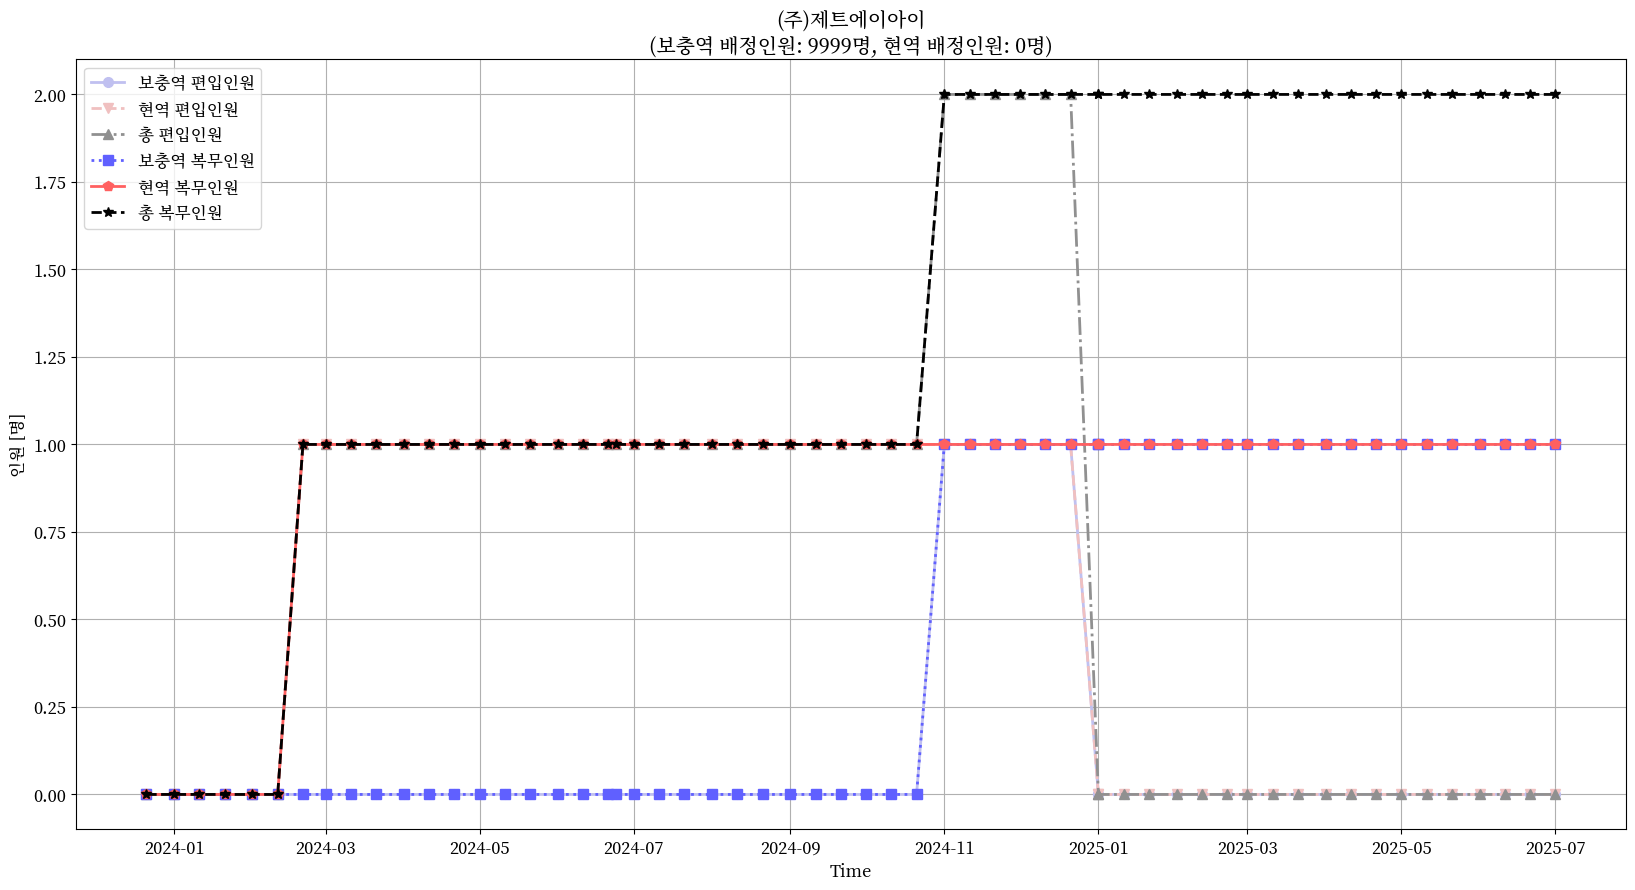 (주)제트에이아이
(보충역 배정인원: 9999명, 현역 배정인원: 0명)
보충역 편입인원
현역 편입인원
총 편입인원
보충역 복무인원
현역 복무인원
총 복무인원
2.00
1.75
1.50
1.25
1.00
0.75
0.50
0.25
0.00
인원 [명]
2024-01 2024-03 2024-05 2024-07 2024-09 2024-11 2025-01 2025-03 2025-05 2025-07
Time